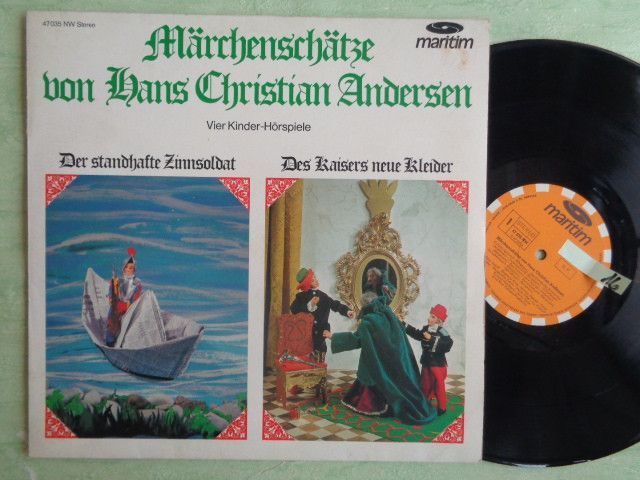 47035 NW Stereo
maritim
Märchenschätze
von Hans Christian Andersen
Vier Kinder-Hörspiele
Der standhafte Zinnsoldat
Des Kaisers neue Kleider
maritim